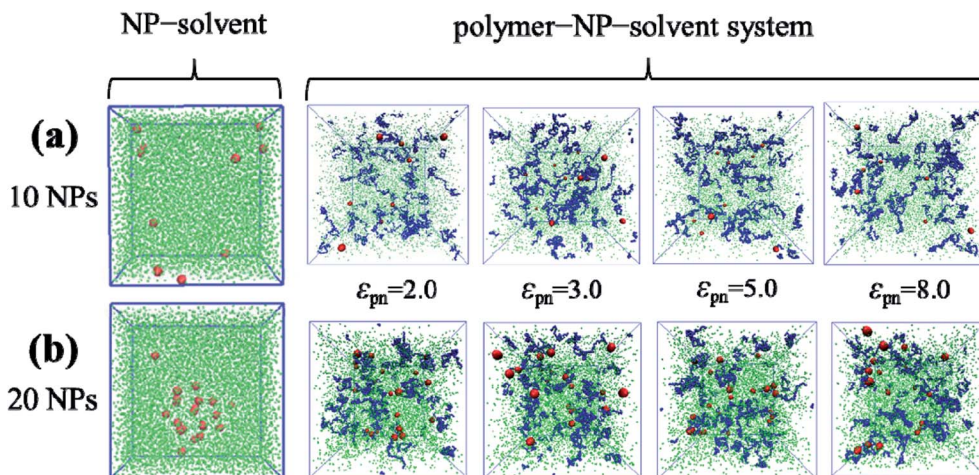 NP−solvent
polymer−NP−solvent system
(a)
10 NPs
εpn=2.0
εpn=3.0
εpn=5.0
εpn=8.0
(b)
20 NPs